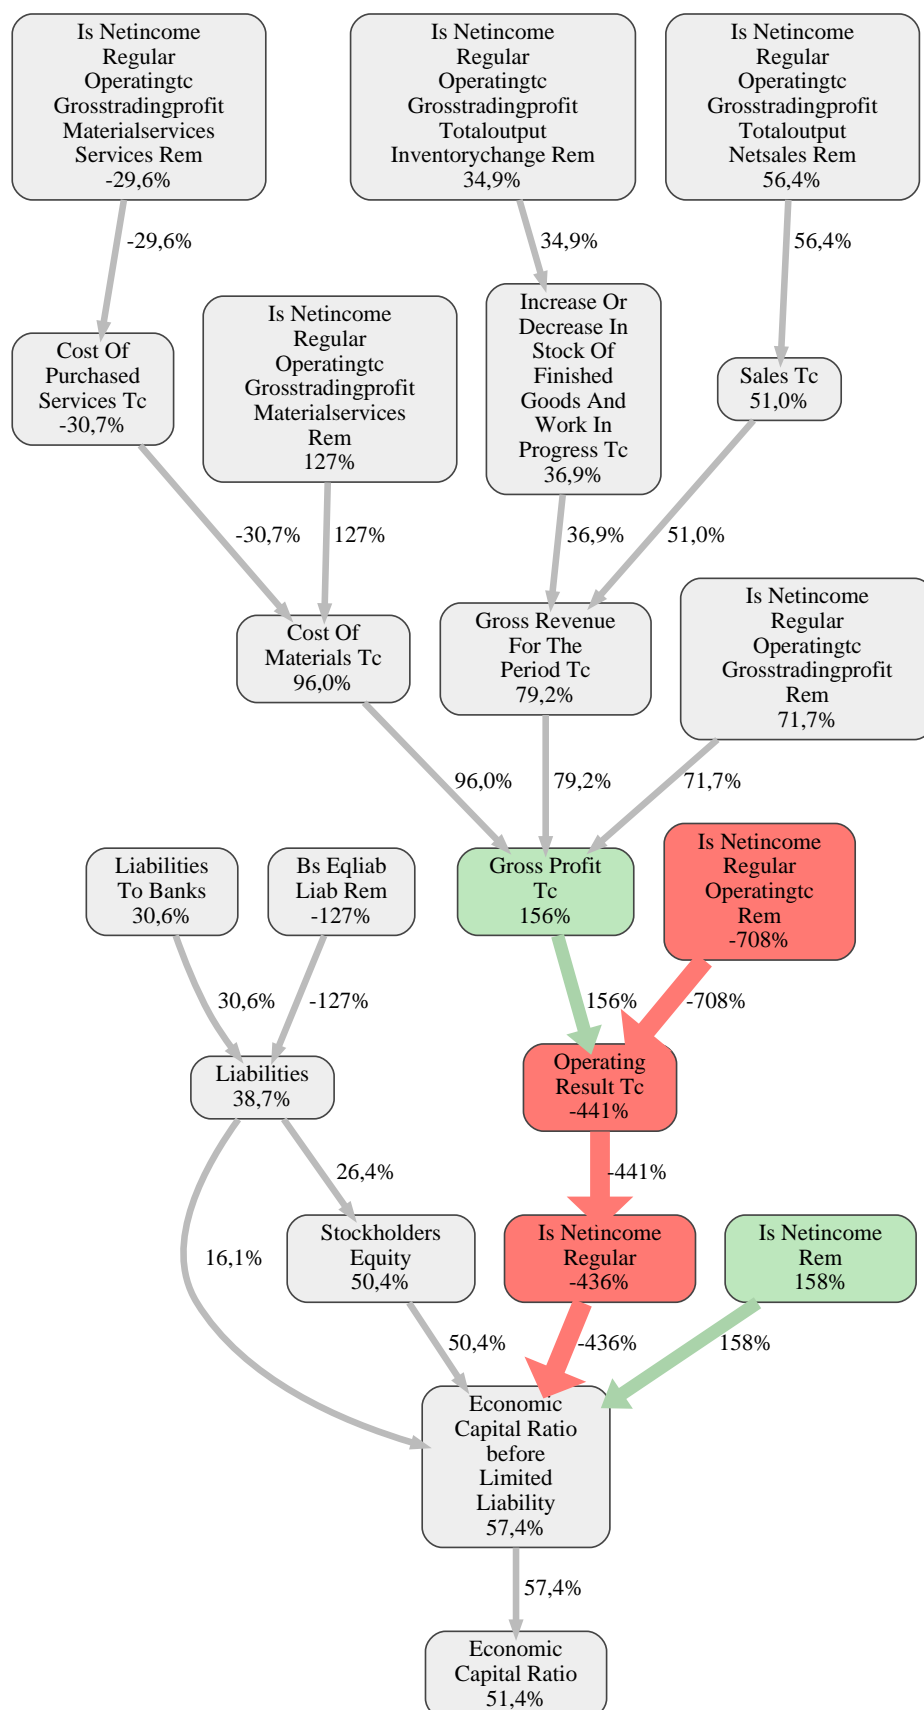 Is Netincome
Regular
Operatingtc
Grosstradingprofit
Materialservices
Services Rem
-29,6%
Is Netincome
Regular
Operatingtc
Grosstradingprofit
Totaloutput
Inventorychange Rem
34,9%
Is Netincome
Regular
Operatingtc
Grosstradingprofit
Totaloutput
Netsales Rem
56,4%
-29,6%
34,9%
56,4%
Cost Of
Purchased
Services Tc
-30,7%
Is Netincome
Regular
Operatingtc
Grosstradingprofit
Materialservices
Rem
127%
Increase Or
Decrease In
Stock Of
Finished
Goods And
Work In
Progress Tc
36,9%
Sales Tc
51,0%
-30,7%
127%
36,9%
51,0%
Cost Of
Materials Tc
96,0%
Gross Revenue
For The
Period Tc
79,2%
Is Netincome
Regular
Operatingtc
Grosstradingprofit
Rem
71,7%
96,0%
79,2%
71,7%
Liabilities
To Banks
30,6%
Bs Eqliab
Liab Rem
-127%
Gross Profit
Tc
156%
Is Netincome
Regular
Operatingtc
Rem
-708%
30,6%
-127%
156%
-708%
Liabilities
38,7%
Operating
Result Tc
-441%
26,4%
-441%
16,1%
Stockholders
Equity
50,4%
Is Netincome
Regular
-436%
Is Netincome
Rem
158%
50,4%
-436%
158%
Economic
Capital Ratio
before
Limited
Liability
57,4%
57,4%
Economic
Capital Ratio
51,4%